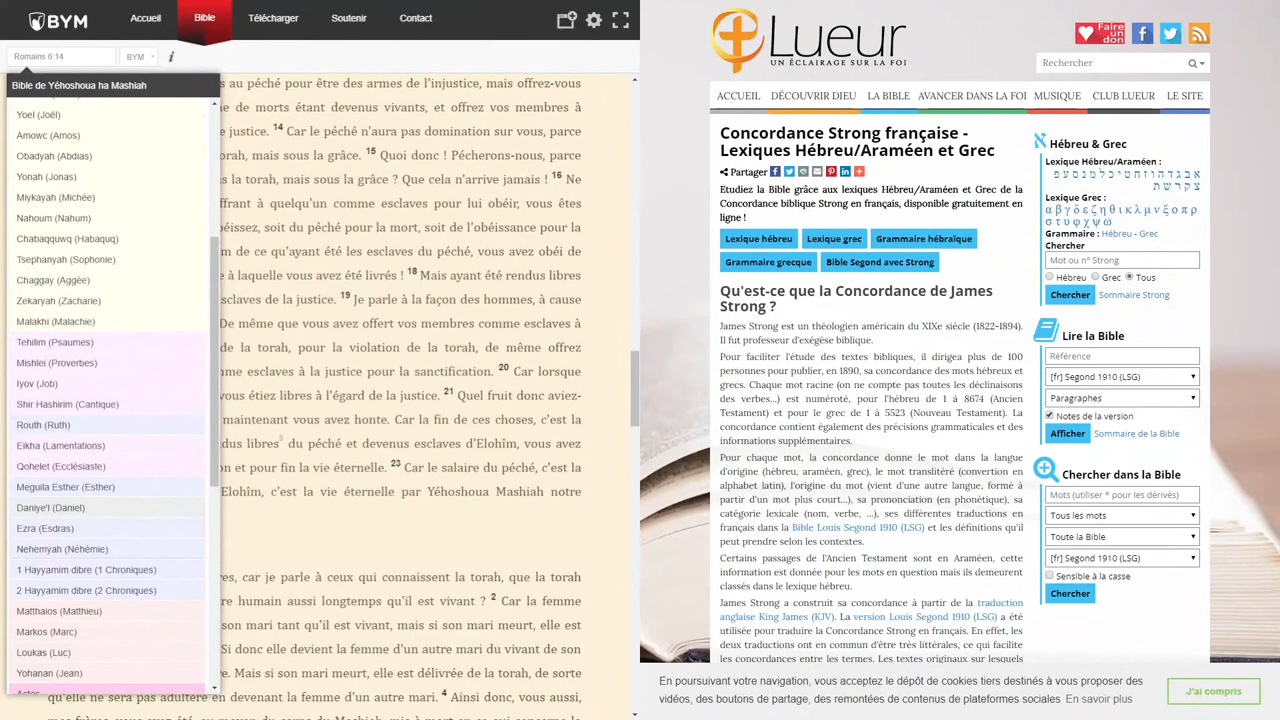 BYM
Accueil
Bible
Télécharger
Soutenir
Contact
Romains 6:14
BYM
Bible de Yéhoshoua ha Mashiah
Yoel (Joël)
Amowc (Amos)
Obadyah (Abdias)
Yonah (Jonas)
Miykayah (Michée)
Nahoum (Nahum)
Chabaqquwq (Habaquq)
Tsephanyah (Sophonie)
Chaggay (Aggée)
Zekaryah (Zacharie)
Malakhi (Malachie)
Tehilim (Psaumes)
Mishlei (Proverbes)
Iyov (Job)
Shir Hashirim (Cantique)
Routh (Ruth)
Eikha (Lamentations)
Qohelet (Ecclésiaste)
Meguila Esther (Esther)
Daniye'l (Daniel)
Ezra (Esdras)
Nehemyah (Néhémie)
1 Hayyamim dibre (1 Chroniques)
2 Hayyamim dibre (2 Chroniques)
Matthaios (Matthieu)
Markos (Marc)
Loukas (Luc)
Yohanan (Jean)
au péché pour être des armes de l'injustice, mais offrez-vous
de morts étant devenus vivants, et offrez vos membres à
justice. 14 Car le péché n'aura pas domination sur vous, parce
orah, mais sous la grâce. 15 Quoi donc ! Pécherons-nous, parce
s la torah, mais sous la grâce ? Que cela n'arrive jamais ! 16 Ne
ffrant à quelqu'un comme esclaves pour lui obéir, vous êtes
béissez, soit du péché pour la mort, soit de l'obéissance pour la
m de ce qu'ayant été les esclaves du péché, vous avez obéi de
à laquelle vous avez été livrés ! 18 Mais ayant été rendus libres
sclaves de la justice. 19 Je parle à la façon des hommes, à cause
De même que vous avez offert vos membres comme esclaves à
, pour la violation de la torah, de même offrez
me esclaves à la justice pour la sanctification. 20 Car lorsque
vous étiez libres à l'égard de la justice. 21 Quel fruit donc aviez-
maintenant vous avez honte. Car la fin de ces choses, c'est la
dus libres5 du péché et devenus esclaves d'Elohîm, vous avez
n et pour fin la vie éternelle. 23 Car le salaire du péché, c'est la
Elohîm, c'est la vie éternelle par Yéhoshoua Mashiah notre
es, car je parle à ceux qui connaissent la torah, que la torah
re humain aussi longtemps qu'il est vivant ? 2 Car la femme
mari tant qu'il est vivant, mais si son mari meurt, elle est
Si donc elle devient la femme d'un autre mari du vivant de son
Mais si son mari meurt, elle est délivrée de la torah, de sorte
qu'elle ne sera pas adultère en devenant la femme d'un autre mari. 4 Ainsi donc, vous aussi,
Lueur
UN ÉCLAIRAGE SUR LA FOI
Faire un don
Rechercher
ACCUEIL
DÉCOUVRIR DIEU
LA BIBLE
AVANCER DANS LA FOI
MUSIQUE
CLUB LUEUR
LE SITE
Concordance Strong française -
Lexiques Hébreu/Araméen et Grec
Partager
Etudiez la Bible grâce aux lexiques Hébreu/Araméen et Grec de la
Concordance biblique Strong en français, disponible gratuitement en
ligne !
Lexique hébreu
Lexique grec
Grammaire hébraïque
Grammaire grecque
Bible Segond avec Strong
Qu'est-ce que la Concordance de James
Strong ?
James Strong est un théologien américain du XIXe siècle (1822-1894).
Il fut professeur d'exégèse biblique.
Pour faciliter l'étude des textes bibliques, il dirigea plus de 100
personnes pour publier, en 1890, sa concordance des mots hébreux et
grecs. Chaque mot racine (on ne compte pas toutes les déclinaisons
des verbes...) est numéroté, pour l'hébreu de 1 à 8674 (Ancien
Testament) et pour le grec de 1 à 5523 (Nouveau Testament). La
concordance contient également des précisions grammaticales et des
informations supplémentaires.
Pour chaque mot, la concordance donne le mot dans la langue
d'origine (hébreu, araméen, grec), le mot translitéré (convertion en
alphabet latin), l'origine du mot (vient d'une autre langue, formé à
partir d'un mot plus court...), sa prononciation (en phonétique), sa
catégorie lexicale (nom, verbe, ...), ses différentes traductions en
français dans la Bible Louis Segond 1910 (LSG) et les définitions qu'il
peut prendre selon les contextes.
Certains passages de l'Ancien Testament sont en Araméen, cette
information est donnée pour les mots en question mais ils demeurent
classés dans le lexique hébreu.
James Strong a construit sa concordance à partir de la traduction
anglaise King James (KJV). La version Louis Segond 1910 (LSG) a été
utilisée pour traduire la Concordance Strong en français. En effet, les
deux traductions ont en commun d'être très littérales, ce qui facilite
les concordances entre les termes. Les textes originaux sur lesquels
Hébreu & Grec
Lexique Hébreu/Araméen :
א ב ג ד ה ו ז ח ט י כ ל מ נ ס ע פ
צ ק ר ש ת
Lexique Grec :
α β γ δ ε ζ η θ ι κ λ μ ν ξ ο π ρ
σ τ υ φ χ ψ ω
Grammaire : Hébreu - Grec
Chercher
Mot ou n° Strong
Hébreu Grec Tous
Chercher
Sommaire Strong
Lire la Bible
Référence
[fr] Segond 1910 (LSG)
Paragraphes
Notes de la version
Afficher
Sommaire de la Bible
Chercher dans la Bible
Mots (utiliser * pour les dérivés)
Tous les mots
Toute la Bible
[fr] Segond 1910 (LSG)
Sensible à la casse
Chercher
En poursuivant votre navigation, vous acceptez le dépôt de cookies tiers destinés à vous proposer des
vidéos, des boutons de partage, des remontées de contenus de plateformes sociales En savoir plus
J'ai compris